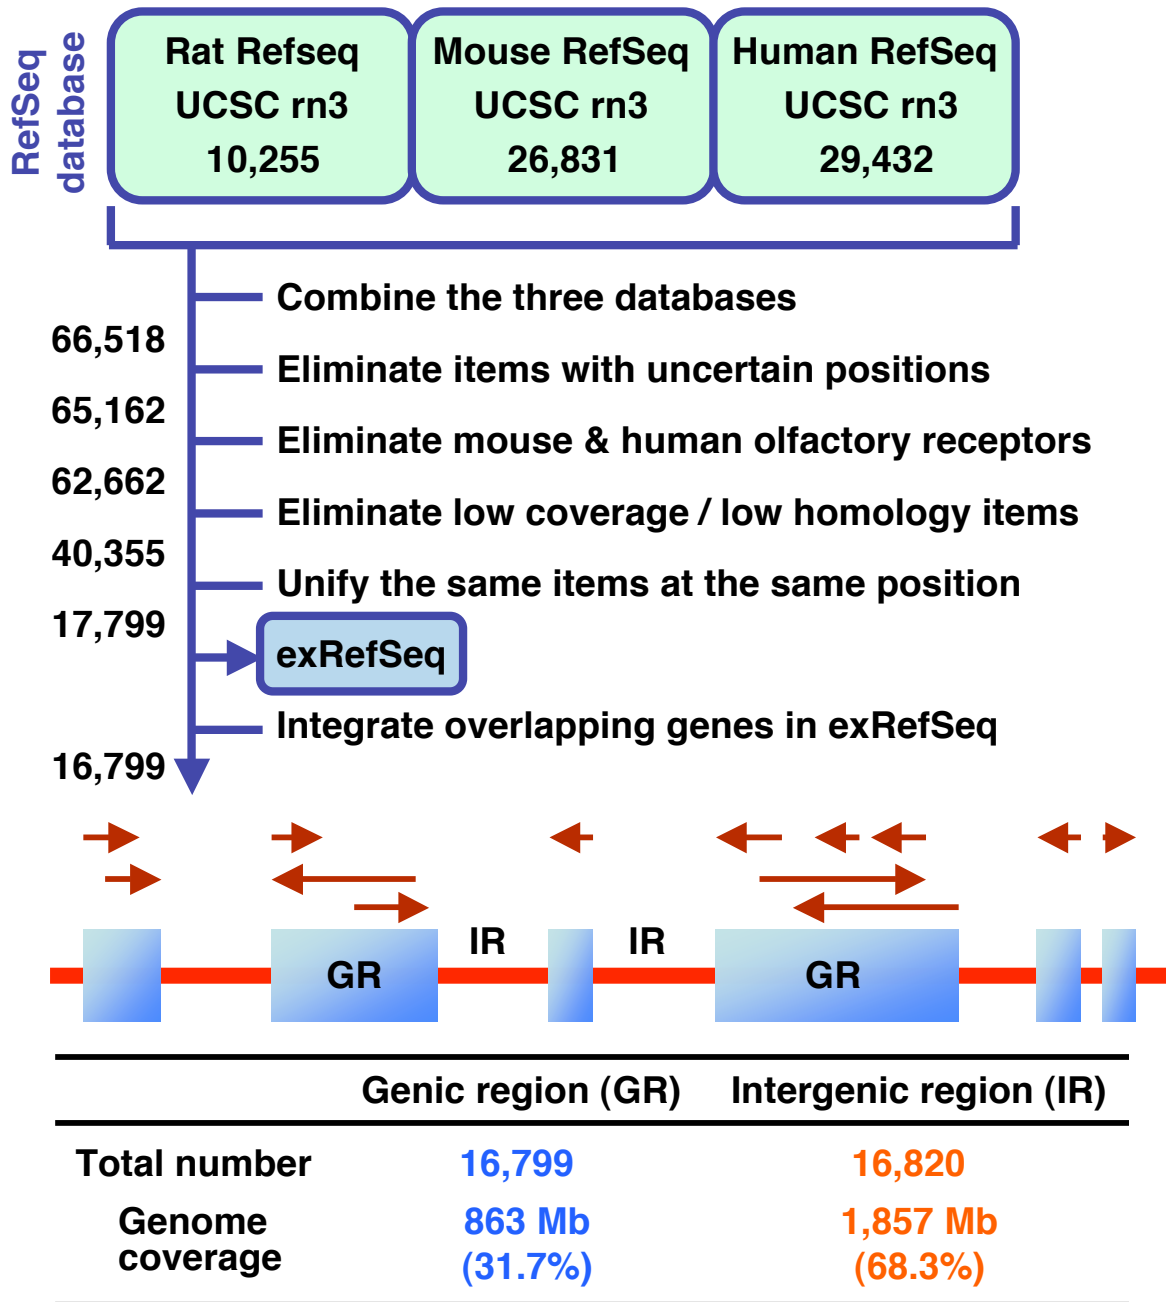 RefSeq
database
Rat Refseq
UCSC rn3
10,255
Mouse RefSeq
UCSC rn3
26,831
Human RefSeq
UCSC rn3
29,432
Combine the three databases
66,518
Eliminate items with uncertain positions
65,162
Eliminate mouse & human olfactory receptors
62,662
Eliminate low coverage / low homology items
40,355
Unify the same items at the same position
17,799
exRefSeq
Integrate overlapping genes in exRefSeq
16,799
IR
IR
GR
GR
Genic region (GR) Intergenic region (IR)
Total number 16,799 16,820
Genome
coverage
863 Mb
(31.7%)
1,857 Mb
(68.3%)